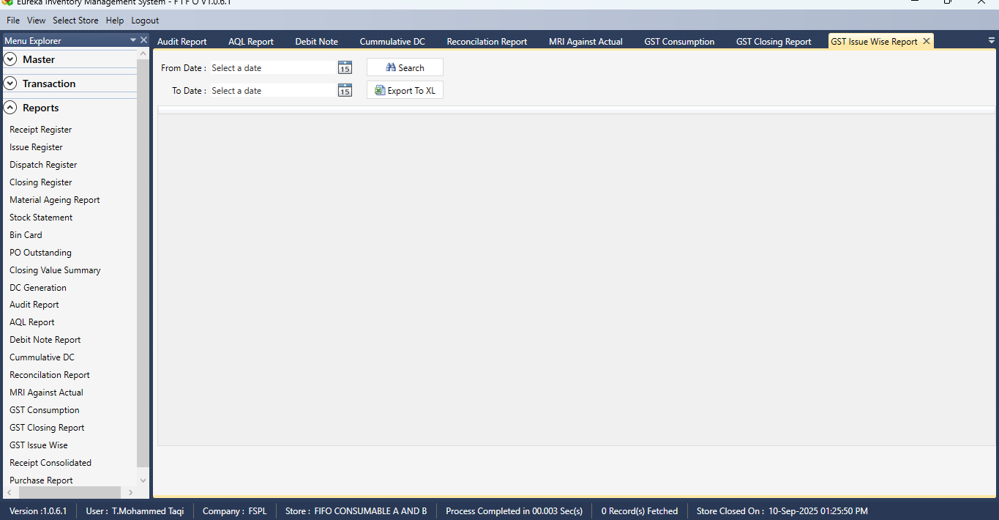 Eureka Inventory Management System - F I F O V1.0.6.1
File View Select Store Help Logout
Menu Explorer
Audit Report AQL Report Debit Note Cummulative DC Reconcilation Report MRI Against Actual GST Consumption GST Closing Report GST Issue Wise Report
Master
Transaction
Reports
Receipt Register
Issue Register
Dispatch Register
Closing Register
Material Ageing Report
Stock Statement
Bin Card
PO Outstanding
Closing Value Summary
DC Generation
Audit Report
AQL Report
Debit Note Report
Cummulative DC
Reconcilation Report
MRI Against Actual
GST Consumption
GST Closing Report
GST Issue Wise
Receipt Consolidated
Purchase Report
From Date : Select a date 15 Search
To Date : Select a date 15 Export To XL
Version :1.0.6.1 User : T.Mohammed Taqi Company : FSPL Store : FIFO CONSUMABLE A AND B Process Completed in 00.003 Sec(s) 0 Record(s) Fetched Store Closed On : 10-Sep-2025 01:25:50 PM